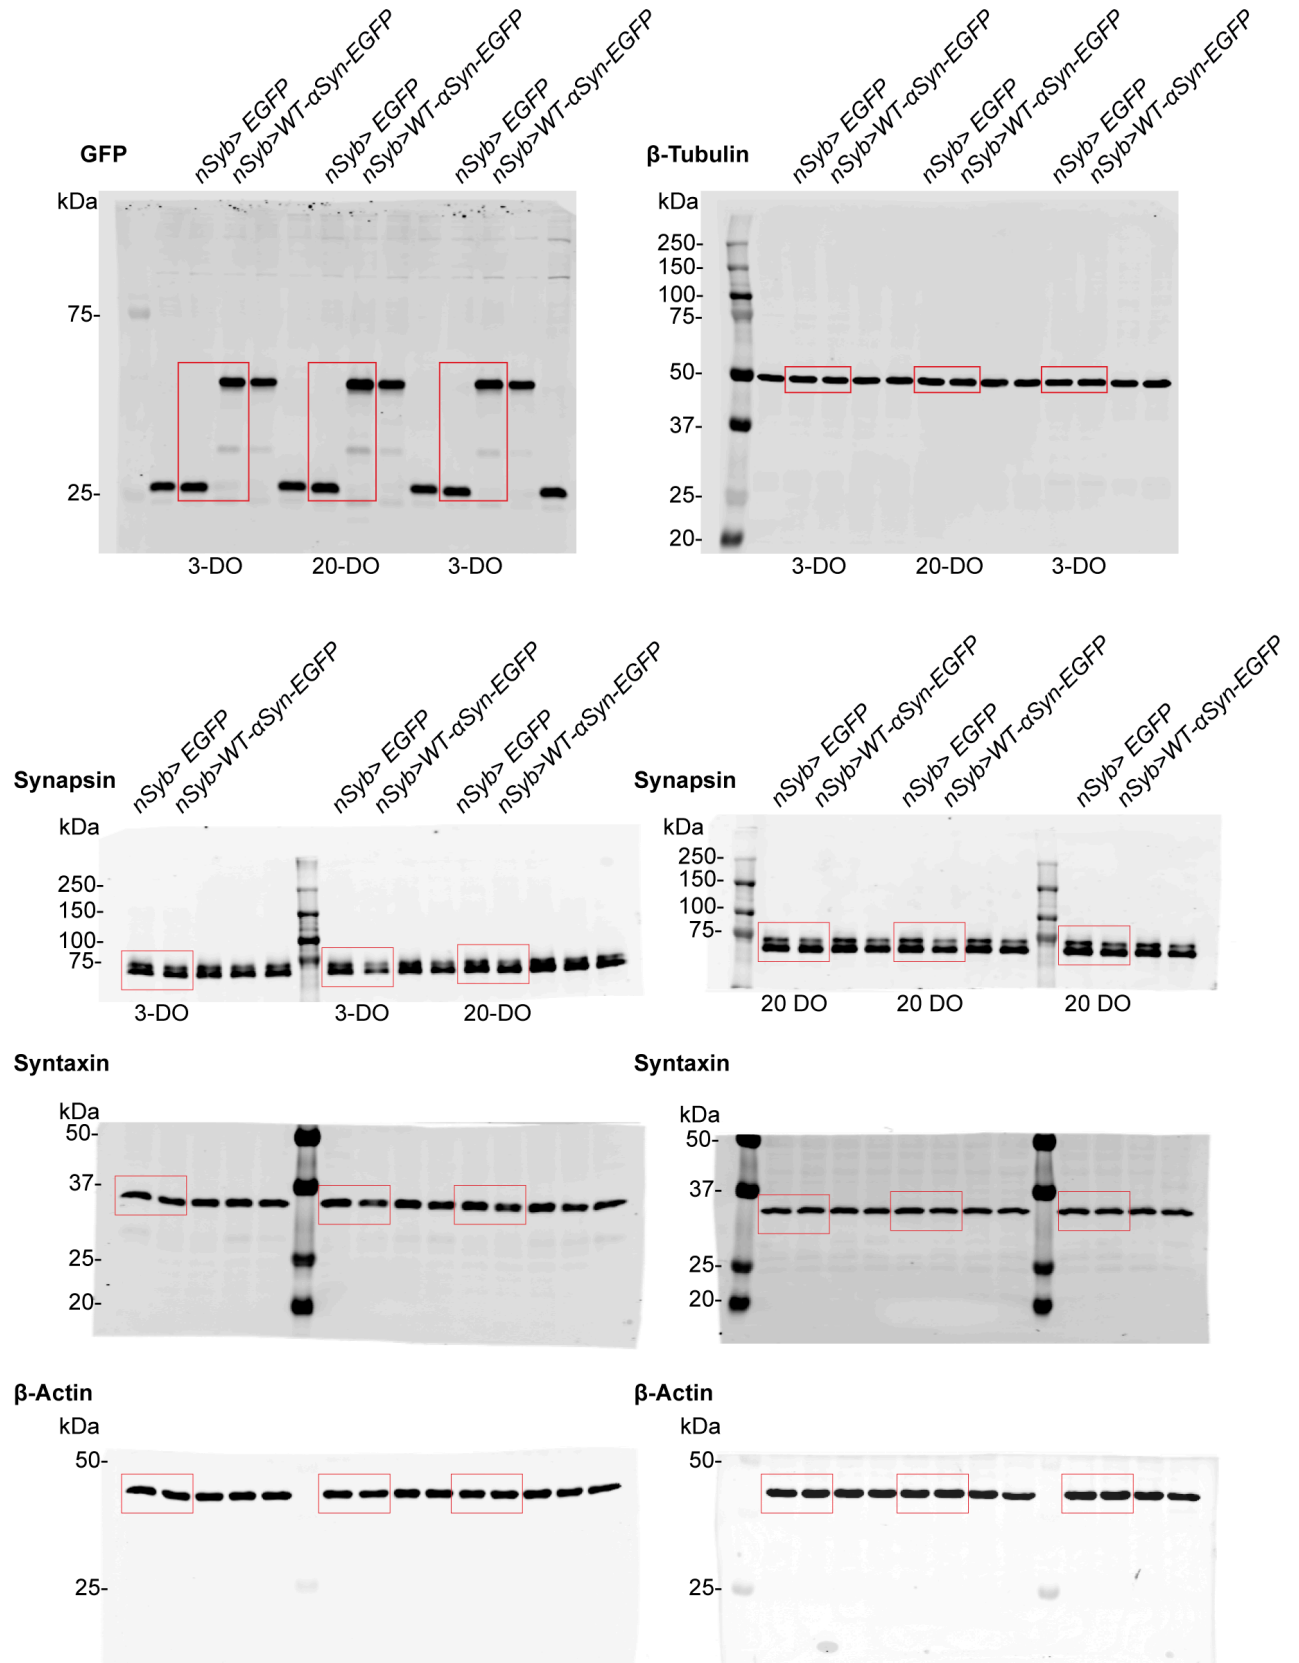 nSyb> EGFP
nSyb>WT-αSyn-EGFP
nSyb> EGFP
nSyb>WT-αSyn-EGFP
nSyb> EGFP
nSyb>WT-αSyn-EGFP
GFP
kDa
75-
25-
3-DO 20-DO 3-DO
nSyb> EGFP
nSyb>WT-αSyn-EGFP
nSyb> EGFP
nSyb>WT-αSyn-EGFP
nSyb> EGFP
nSyb>WT-αSyn-EGFP
β-Tubulin
kDa
250-
150-
100-
75-
50-
37-
25-
20-
3-DO 20-DO 3-DO
nSyb> EGFP
nSyb>WT-αSyn-EGFP
nSyb> EGFP
nSyb>WT-αSyn-EGFP
nSyb> EGFP
nSyb>WT-αSyn-EGFP
Synapsin
kDa
250-
150-
100-
75-
3-DO 3-DO 20-DO
nSyb> EGFP
nSyb>WT-αSyn-EGFP
nSyb> EGFP
nSyb>WT-αSyn-EGFP
nSyb> EGFP
nSyb>WT-αSyn-EGFP
Synapsin
kDa
250-
150-
100-
75-
20 DO 20 DO 20 DO
Syntaxin
kDa
50-
37-
25-
20-
Syntaxin
kDa
50-
37-
25-
20-
β-Actin
kDa
50-
25-
β-Actin
kDa
50-
25-